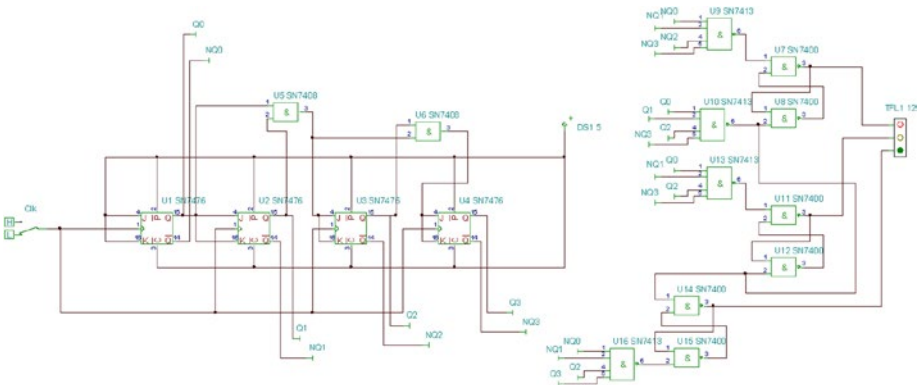 Q0
NQ0
U5 SN7408
U6 SN7408
DS1 5
U1 SN7476
U2 SN7476
U3 SN7476
U4 SN7476
Clk
H
L
Q1
NQ1
Q2
NQ2
Q3
NQ3
NQ0
NQ1
NQ2
NQ3
U9 SN7413
U7 SN7400
U8 SN7400
Q0
Q1
Q2
NQ3
U10 SN7413
TFL1 12
Q0
NQ1
Q2
NQ3
U13 SN7413
U11 SN7400
U12 SN7400
U14 SN7400
NQ0
NQ1
Q2
Q3
U16 SN7413
U15 SN7400